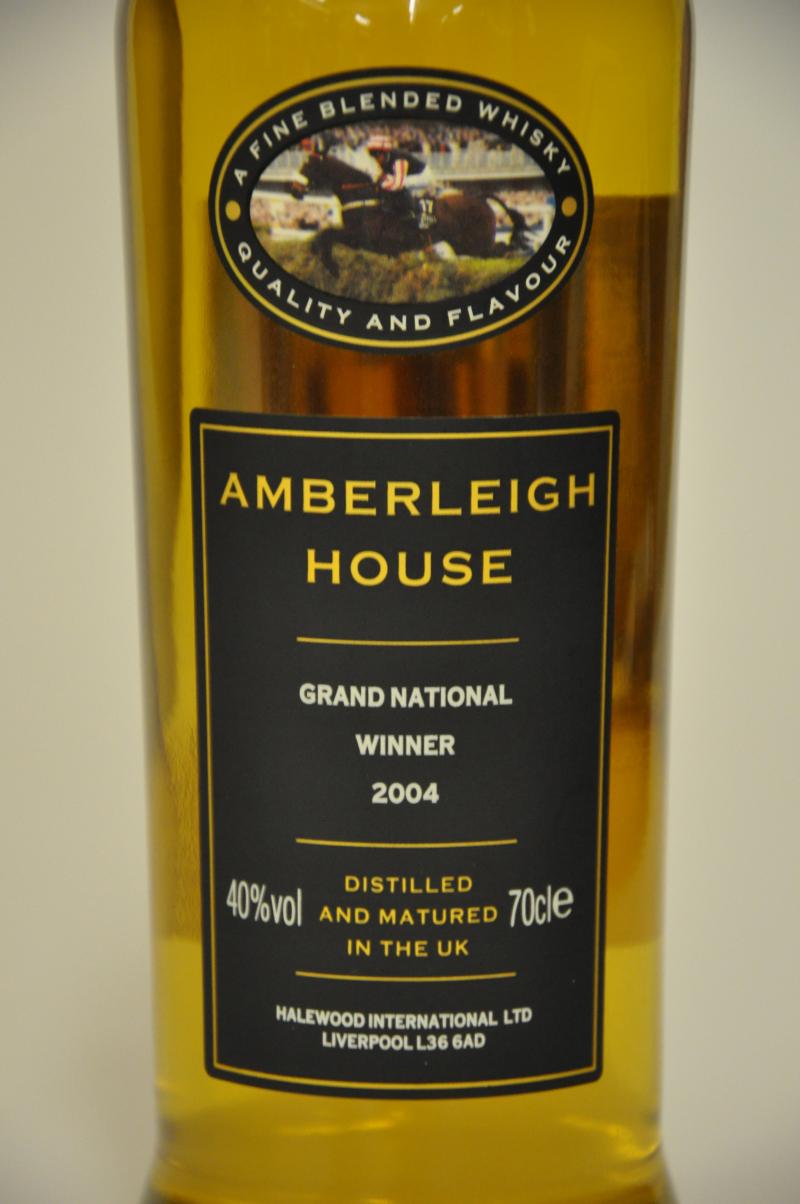 A FINE BLENDED WHISKY
QUALITY AND FLAVOUR
AMBERLEIGH
HOUSE
GRAND NATIONAL
WINNER
2004
40%vol
DISTILLED
AND MATURED
IN THE UK
70cl℮
HALEWOOD INTERNATIONAL LTD
LIVERPOOL L36 6AD